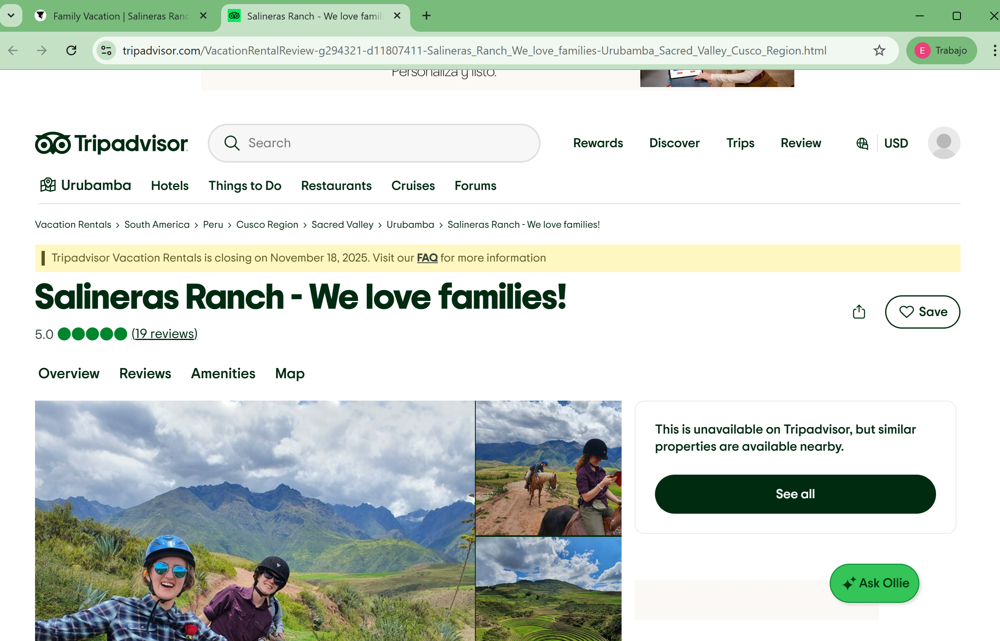 Family Vacation | Salineras Ranc
Salineras Ranch - We love famili
tripadvisor.com/VacationRentalReview-g294321-d11807411-Salineras_Ranch_We_love_families-Urubamba_Sacred_Valley_Cusco_Region.html
E Trabajo
Personaliza y listo.
Tripadvisor
Search
Rewards
Discover
Trips
Review
USD
Urubamba
Hotels
Things to Do
Restaurants
Cruises
Forums
Vacation Rentals > South America > Peru > Cusco Region > Sacred Valley > Urubamba > Salineras Ranch - We love families!
Tripadvisor Vacation Rentals is closing on November 18, 2025. Visit our FAQ for more information
Salineras Ranch - We love families!
Save
5.0 (19 reviews)
Overview
Reviews
Amenities
Map
This is unavailable on Tripadvisor, but similar
properties are available nearby.
See all
Ask Ollie